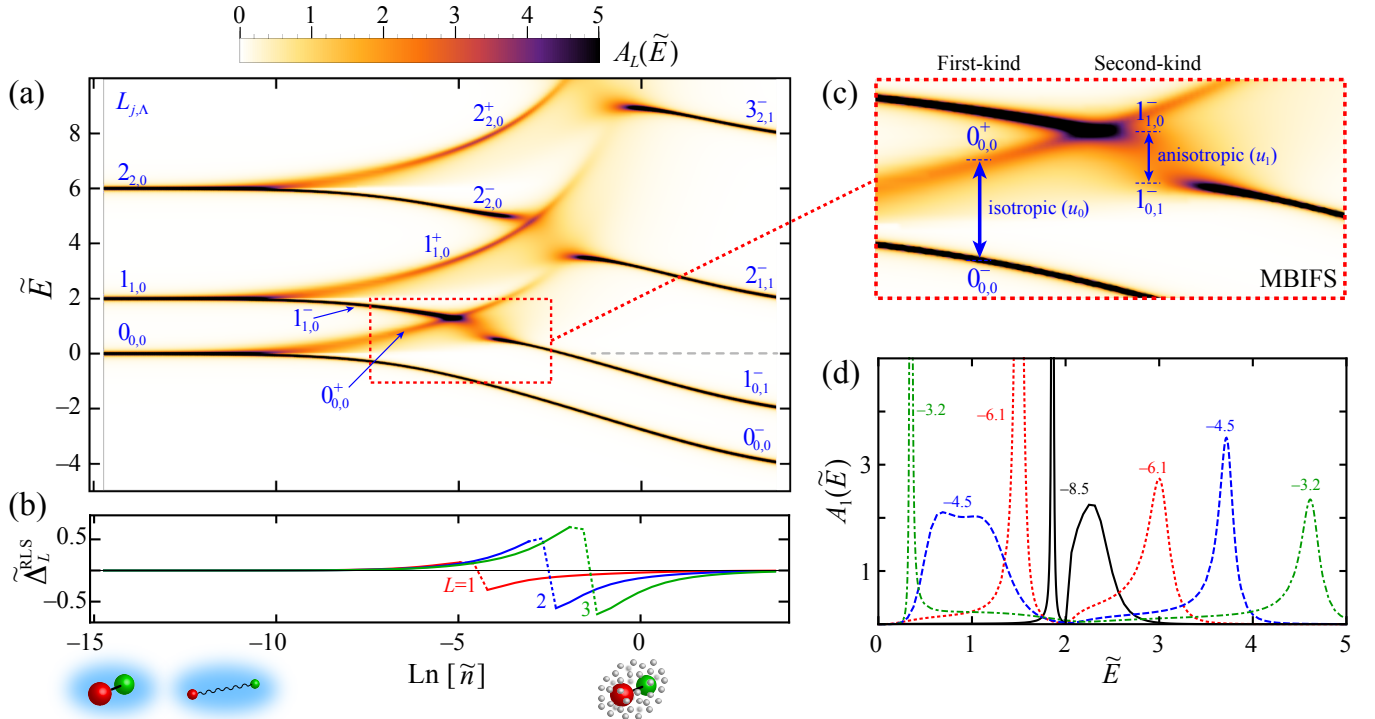 0 1 2 3 4 5
A_L(Ẽ)
(a)
L_{j,Λ}
2_{2,0}
1_{1,0}
0_{0,0}
2^+_{2,0}
2^-_{2,0}
1^+_{1,0}
1^-_{1,0}
0^+_{0,0}
3^-_{2,1}
2^-_{1,1}
1^-_{0,1}
0^-_{0,0}
8
6
4
2
0
−2
−4
Ẽ
(b)
0.5
−0.5
Δ̃_L^{RLS}
L=1
2
3
−15 −10 −5 0
Ln [ñ]
First-kind Second-kind
(c)
0^+_{0,0}
1^-_{1,0}
anisotropic (u_1)
isotropic (u_0)
1^-_{0,1}
0^-_{0,0}
MBIFS
(d)
−3.2
−6.1
−4.5
−8.5
−6.1
−4.5
−3.2
3
1
A_1(Ẽ)
0 1 2 3 4 5
Ẽ